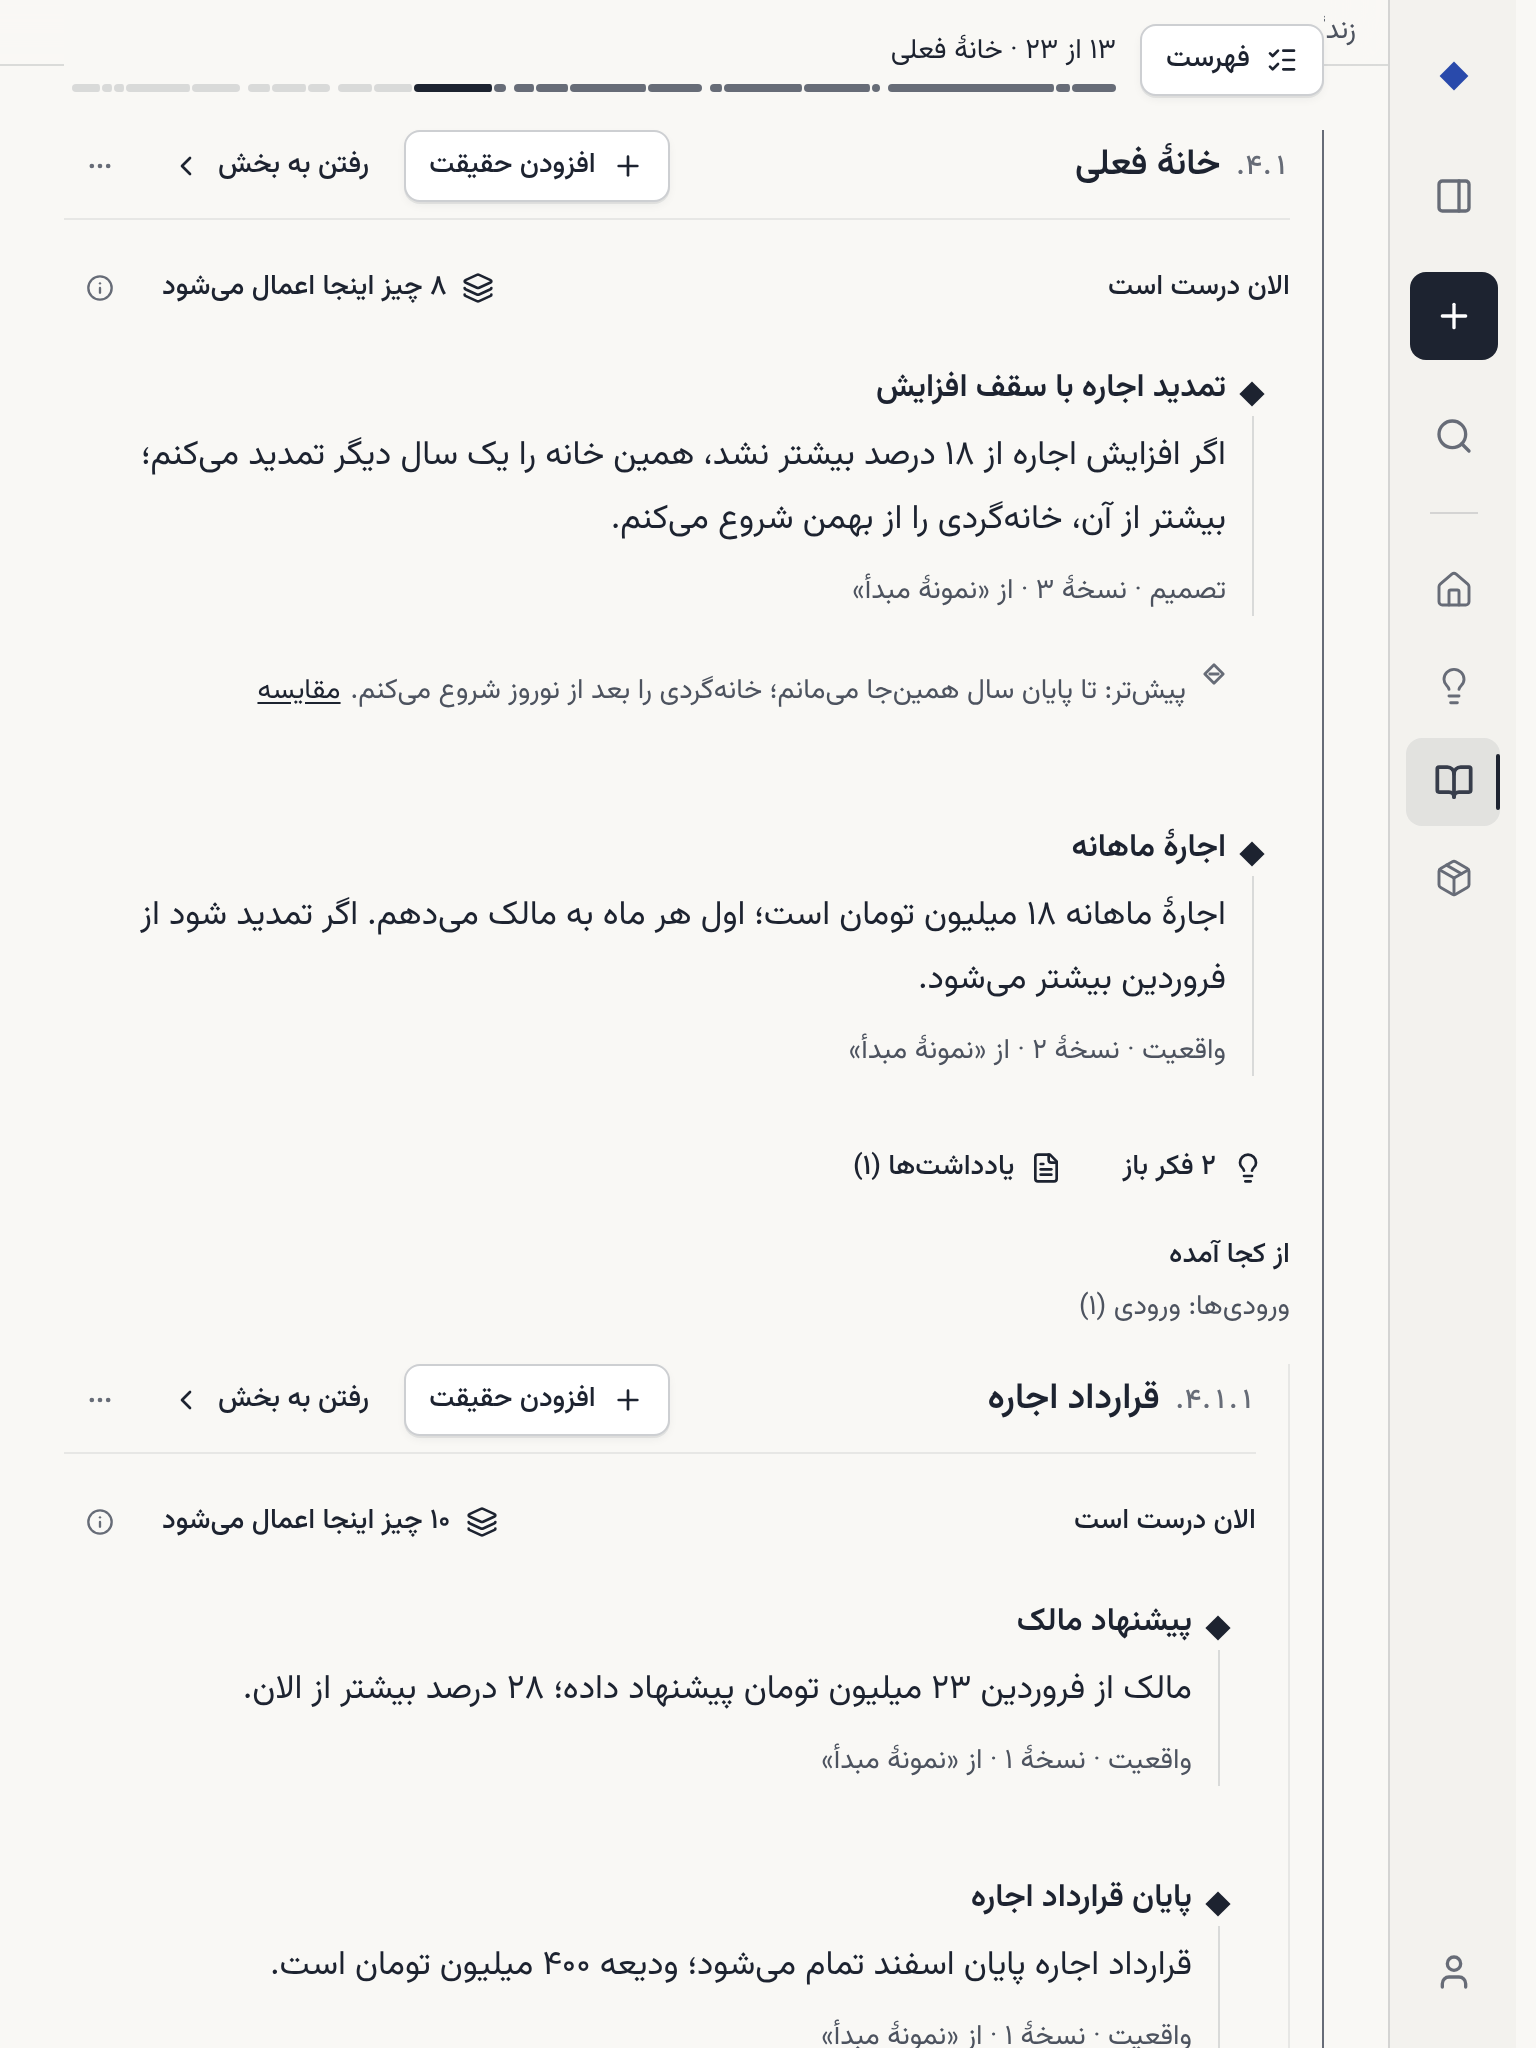 فهرست
۱۳ از ۲۳ · خانهٔ فعلی
۴.۱. خانهٔ فعلی
افزودن حقیقت
رفتن به بخش
الان درست است
۸ چیز اینجا اعمال می‌شود
تمدید اجاره با سقف افزایش
اگر افزایش اجاره از ۱۸ درصد بیشتر نشد، همین خانه را یک سال دیگر تمدید می‌کنم؛
بیشتر از آن، خانه‌گردی را از بهمن شروع می‌کنم.
تصمیم · نسخهٔ ۳ · از «نمونهٔ مبدأ»
پیش‌تر: تا پایان سال همین‌جا می‌مانم؛ خانه‌گردی را بعد از نوروز شروع می‌کنم. مقایسه
اجارهٔ ماهانه
اجارهٔ ماهانه ۱۸ میلیون تومان است؛ اول هر ماه به مالک می‌دهم. اگر تمدید شود از
فروردین بیشتر می‌شود.
واقعیت · نسخهٔ ۲ · از «نمونهٔ مبدأ»
۲ فکر باز
یادداشت‌ها (۱)
از کجا آمده
ورودی‌ها: ورودی (۱)
۴.۱.۱. قرارداد اجاره
افزودن حقیقت
رفتن به بخش
الان درست است
۱۰ چیز اینجا اعمال می‌شود
پیشنهاد مالک
مالک از فروردین ۲۳ میلیون تومان پیشنهاد داده؛ ۲۸ درصد بیشتر از الان.
واقعیت · نسخهٔ ۱ · از «نمونهٔ مبدأ»
پایان قرارداد اجاره
قرارداد اجاره پایان اسفند تمام می‌شود؛ ودیعه ۴۰۰ میلیون تومان است.
واقعیت · نسخهٔ ۱ · از «نمونهٔ مبدأ»